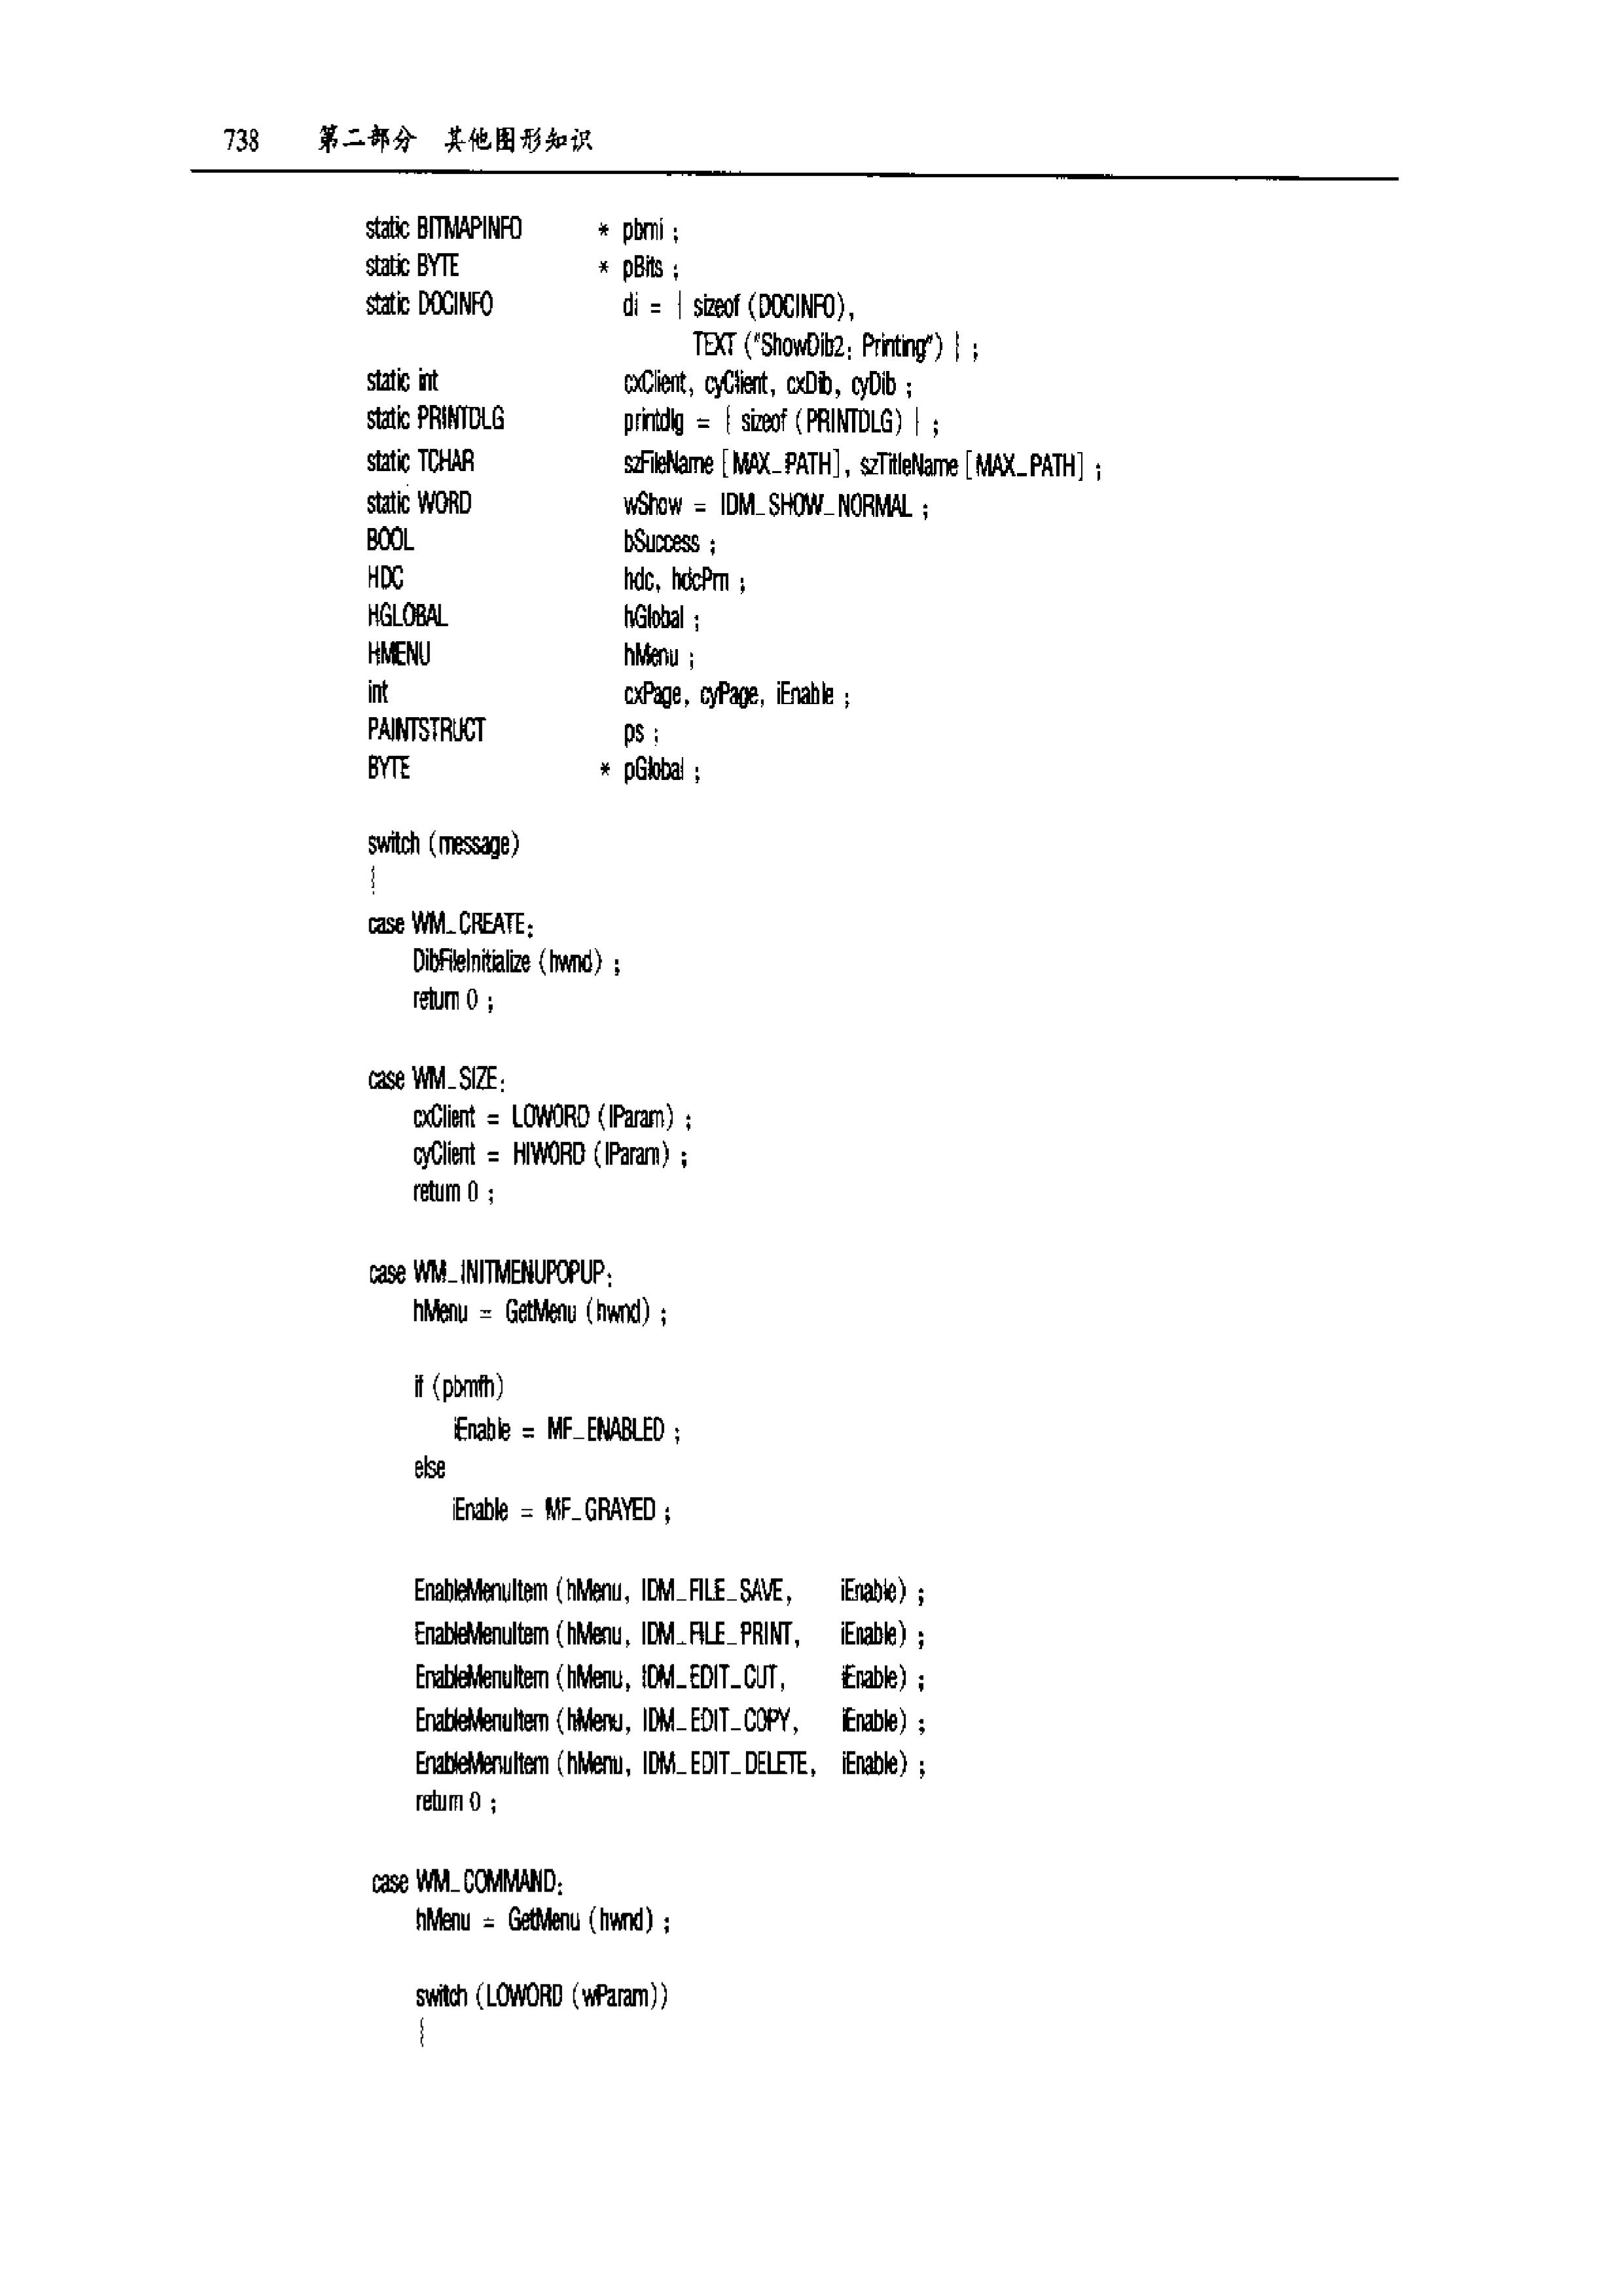 738 第二部分 其他图形知识
static BITMAPINFO * pbmi ;
static BYTE * pBits ;
static DOCINFO di = { sizeof (DOCINFO),
TEXT ("ShowDib2: Printing") } ;
static int cxClient, cyClient, cxDib, cyDib ;
static PRINTDLG printdlg = { sizeof (PRINTDLG) } ;
static TCHAR szFileName [MAX_PATH], szTitleName [MAX_PATH] ;
static WORD wShow = IDM_SHOW_NORMAL ;
BOOL bSuccess ;
HDC hdc, hdcPrn ;
HGLOBAL hGlobal ;
HMENU hMenu ;
int cxPage, cyPage, iEnable ;
PAINTSTRUCT ps ;
BYTE * pGlobal ;
switch (message)
{
case WM_CREATE:
DibFileInitialize (hwnd) ;
return 0 ;
case WM_SIZE:
cxClient = LOWORD (lParam) ;
cyClient = HIWORD (lParam) ;
return 0 ;
case WM_INITMENUPOPUP:
hMenu = GetMenu (hwnd) ;
if (pbmfh)
iEnable = MF_ENABLED ;
else
iEnable = MF_GRAYED ;
EnableMenuItem (hMenu, IDM_FILE_SAVE, iEnable) ;
EnableMenuItem (hMenu, IDM_FILE_PRINT, iEnable) ;
EnableMenuItem (hMenu, IDM_EDIT_CUT, iEnable) ;
EnableMenuItem (hMenu, IDM_EDIT_COPY, iEnable) ;
EnableMenuItem (hMenu, IDM_EDIT_DELETE, iEnable) ;
return 0 ;
case WM_COMMAND:
hMenu = GetMenu (hwnd) ;
switch (LOWORD (wParam))
{